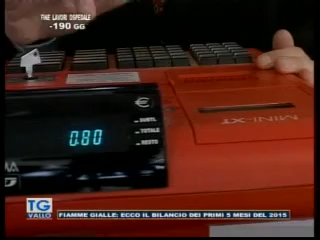 FINE LAVORI OSPEDALE
-190 GG
SUBTL
TOTALE
RESTO
0.80
MINI-XT
TG
VALLO
FIAMME GIALLE: ECCO IL BILANCIO DEI PRIMI 5 MESI DEL 2015